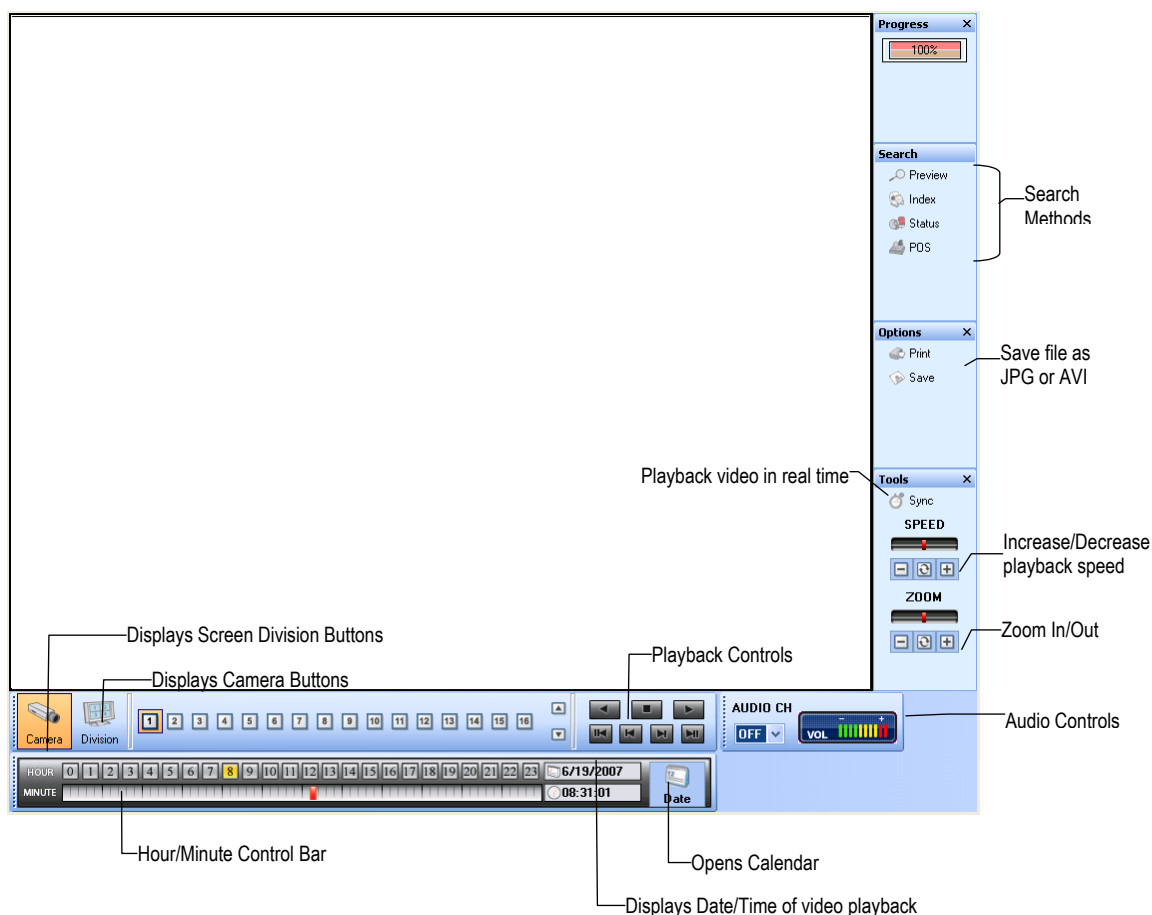 Progress
100%
Search
Preview
Index
Status
POS
Search
Methods
Options
Print
Save
Save file as
JPG or AVI
Playback video in real time
Tools
Sync
SPEED
Increase/Decrease
playback speed
ZOOM
Zoom In/Out
Displays Screen Division Buttons
Displays Camera Buttons
Playback Controls
Camera
Division
1 2 3 4 5 6 7 8 9 10 11 12 13 14 15 16
AUDIO CH
OFF
VOL
- +
Audio Controls
HOUR 0 1 2 3 4 5 6 7 8 9 10 11 12 13 14 15 16 17 18 19 20 21 22 23
6/19/2007
MINUTE
08:31:01
12
Date
Hour/Minute Control Bar
Opens Calendar
Displays Date/Time of video playback